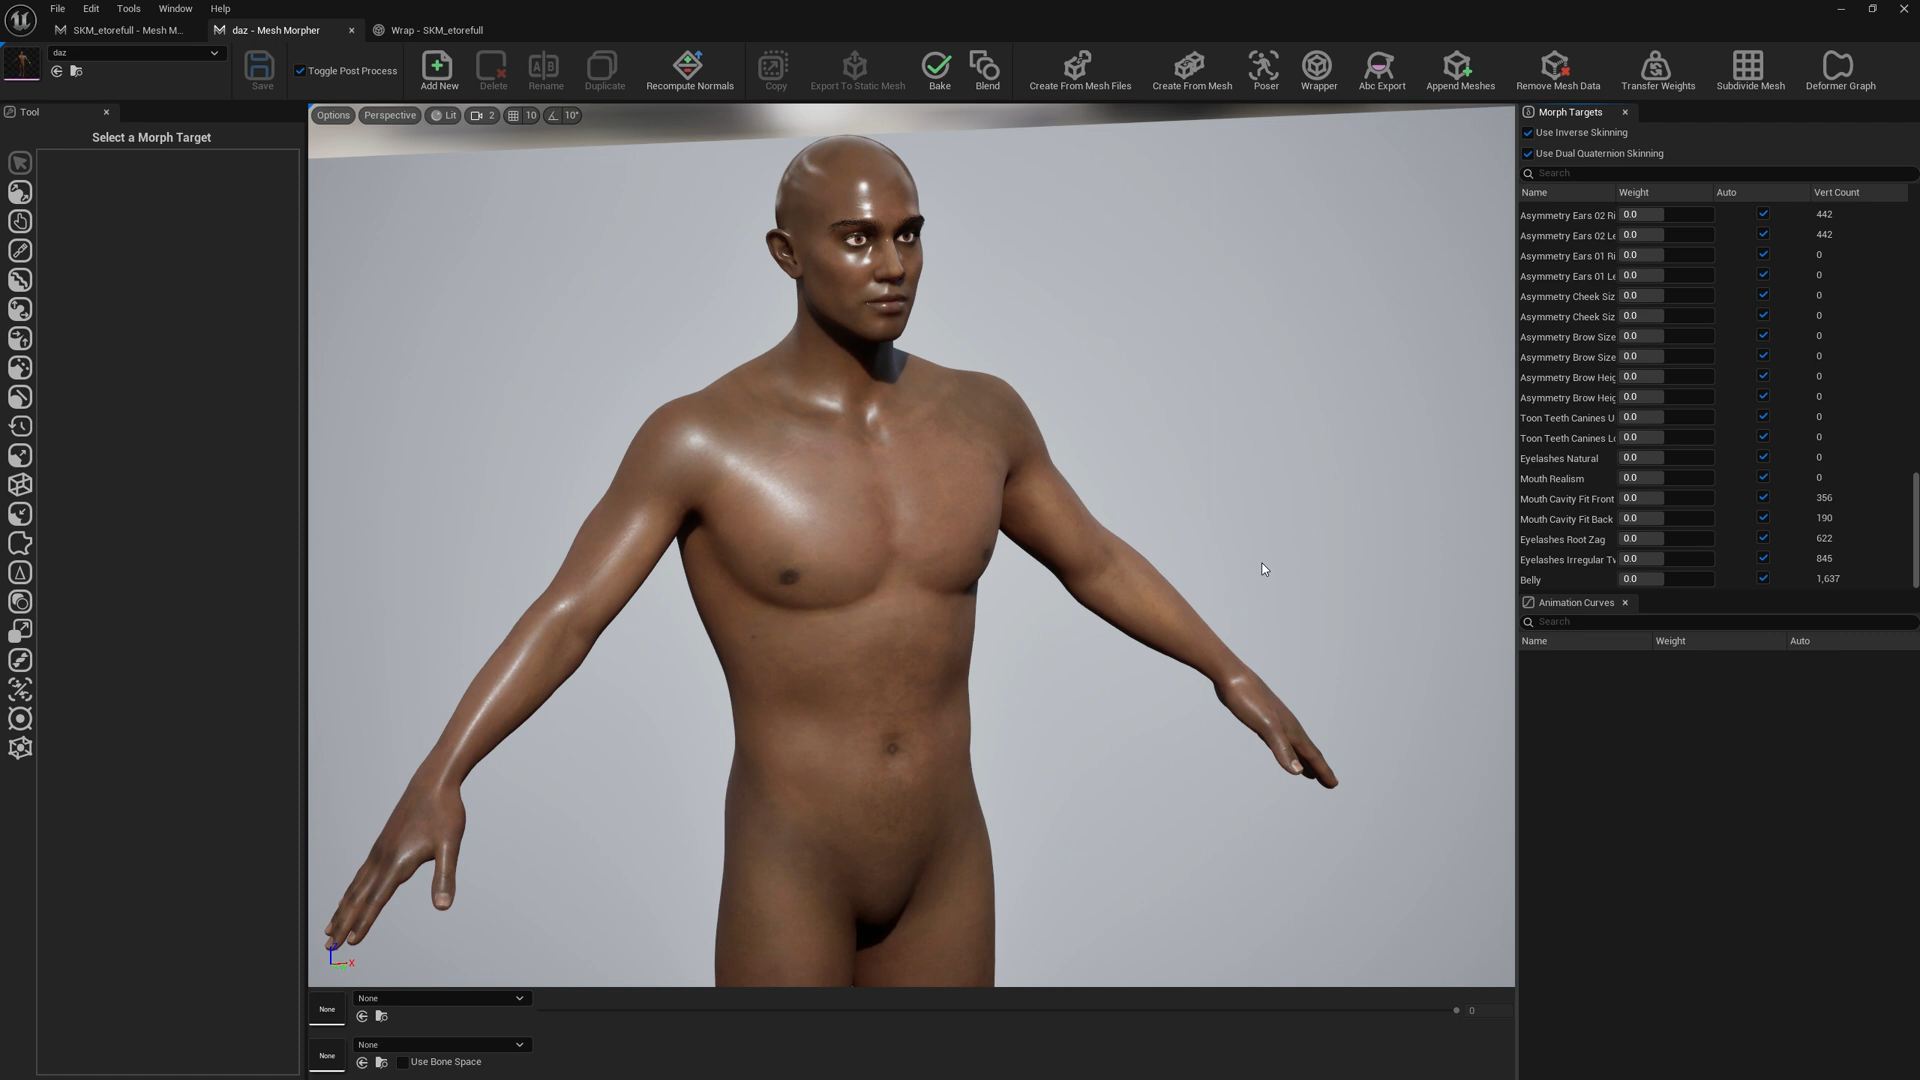 File Edit Tools Window Help
SKM_etorefull - Mesh M...
daz - Mesh Morpher
Wrap - SKM_etorefull
daz
Save
Toggle Post Process
Add New
Delete
Rename
Duplicate
Recompute Normals
Copy
Export To Static Mesh
Bake
Blend
Create From Mesh Files
Create From Mesh
Poser
Wrapper
Abc Export
Append Meshes
Remove Mesh Data
Transfer Weights
Subdivide Mesh
Deformer Graph
Tool
Select a Morph Target
Options
Perspective
Lit
2
10
10°
X
None
None
0
None
None
Use Bone Space
Morph Targets
Use Inverse Skinning
Use Dual Quaternion Skinning
Search
Name Weight Auto Vert Count
Asymmetry Ears 02 Ri 0.0 442
Asymmetry Ears 02 Le 0.0 442
Asymmetry Ears 01 Ri 0.0 0
Asymmetry Ears 01 Le 0.0 0
Asymmetry Cheek Siz 0.0 0
Asymmetry Cheek Siz 0.0 0
Asymmetry Brow Size 0.0 0
Asymmetry Brow Size 0.0 0
Asymmetry Brow Heig 0.0 0
Asymmetry Brow Heig 0.0 0
Toon Teeth Canines U 0.0 0
Toon Teeth Canines Lo 0.0 0
Eyelashes Natural 0.0 0
Mouth Realism 0.0 0
Mouth Cavity Fit Front 0.0 356
Mouth Cavity Fit Back 0.0 190
Eyelashes Root Zag 0.0 622
Eyelashes Irregular Tv 0.0 845
Belly 0.0 1,637
Animation Curves
Search
Name Weight Auto